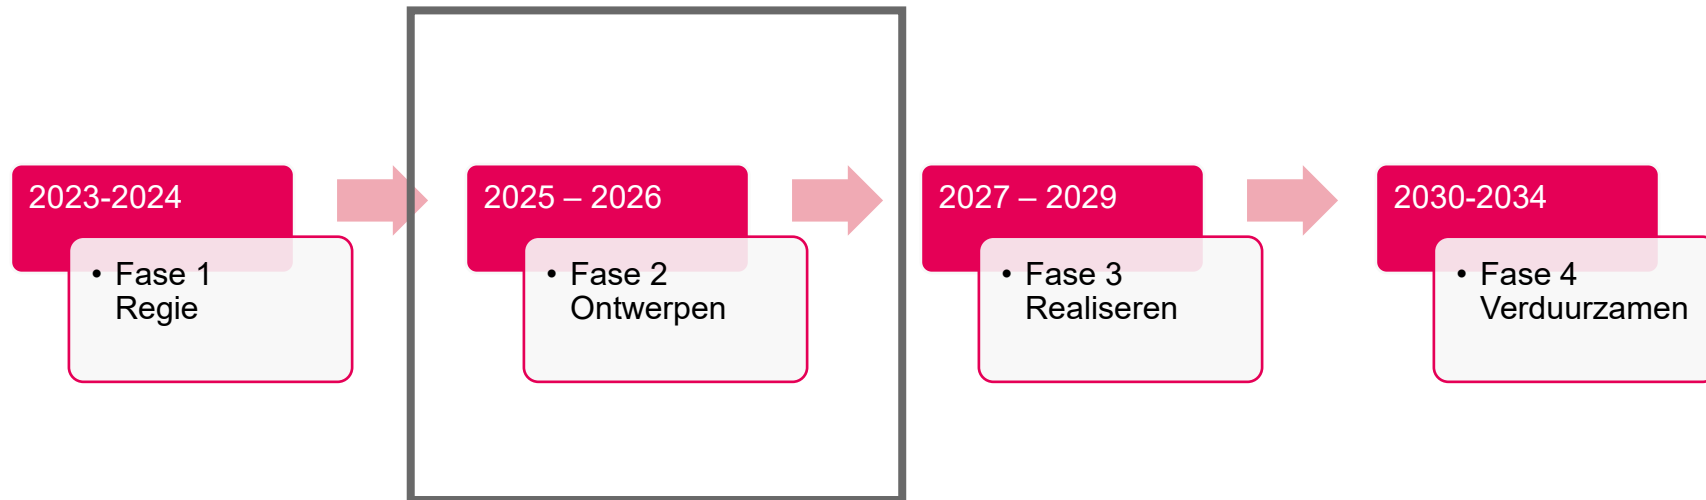 2023-2024
• Fase 1
Regie
2025 – 2026
• Fase 2
Ontwerpen
2027 – 2029
• Fase 3
Realiseren
2030-2034
• Fase 4
Verduurzamen